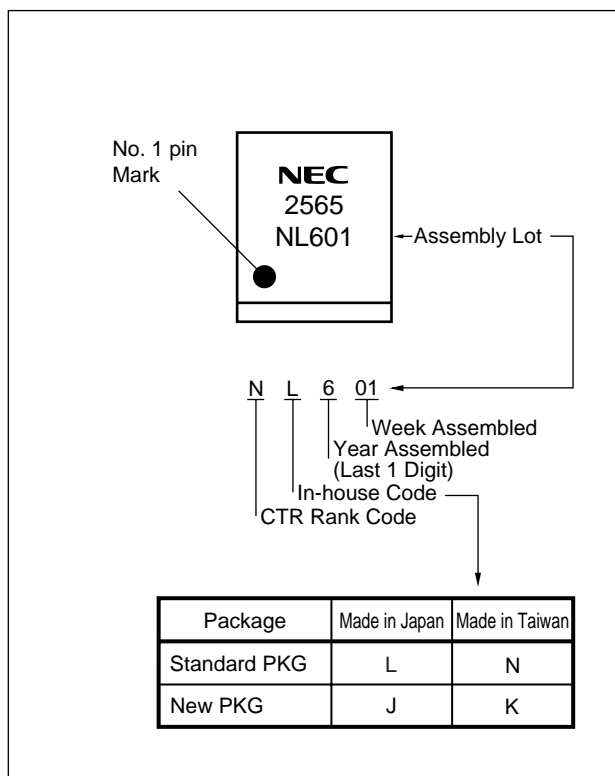 No. 1 pin
Mark
NEC
2565
NL601
Assembly Lot
N L 6 01
Week Assembled
Year Assembled
(Last 1 Digit)
In-house Code
CTR Rank Code
Package Made in Japan Made in Taiwan
Standard PKG L N
New PKG J K